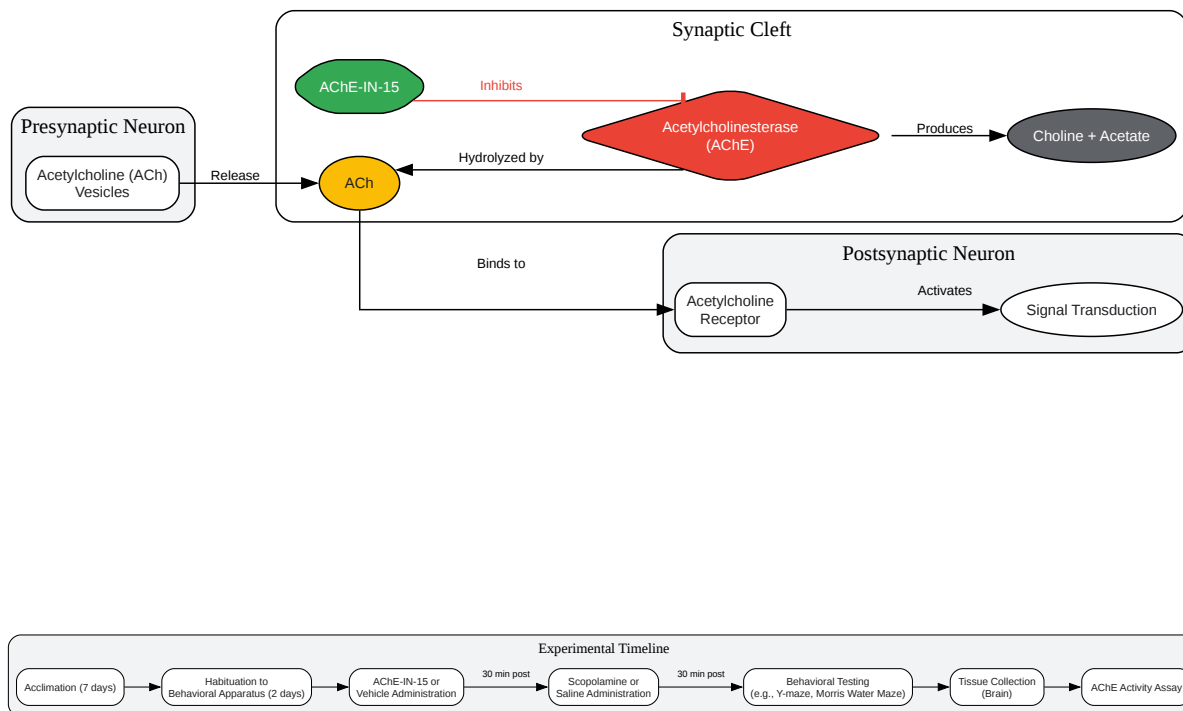 Synaptic Cleft
AChE-IN-15
Inhibits
Acetylcholinesterase
(AChE)
Produces
Choline + Acetate
Presynaptic Neuron
Acetylcholine (ACh)
Vesicles
Release
Hydrolyzed by
ACh
Binds to
Postsynaptic Neuron
Acetylcholine
Receptor
Activates
Signal Transduction
Experimental Timeline
Acclimation (7 days)
Habituation to
Behavioral Apparatus (2 days)
AChE-IN-15 or
Vehicle Administration
30 min post
Scopolamine or
Saline Administration
30 min post
Behavioral Testing
(e.g., Y-maze, Morris Water Maze)
Tissue Collection
(Brain)
AChE Activity Assay